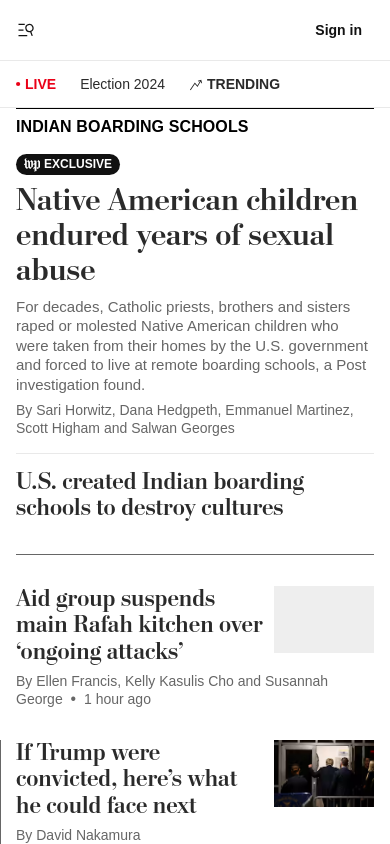 Sign in
LIVE
Election 2024
TRENDING
INDIAN BOARDING SCHOOLS
wp EXCLUSIVE
Native American children
endured years of sexual
abuse
For decades, Catholic priests, brothers and sisters
raped or molested Native American children who
were taken from their homes by the U.S. government
and forced to live at remote boarding schools, a Post
investigation found.
By Sari Horwitz, Dana Hedgpeth, Emmanuel Martinez,
Scott Higham and Salwan Georges
U.S. created Indian boarding
schools to destroy cultures
Aid group suspends
main Rafah kitchen over
‘ongoing attacks’
By Ellen Francis, Kelly Kasulis Cho and Susannah
George • 1 hour ago
If Trump were
convicted, here’s what
he could face next
By David Nakamura